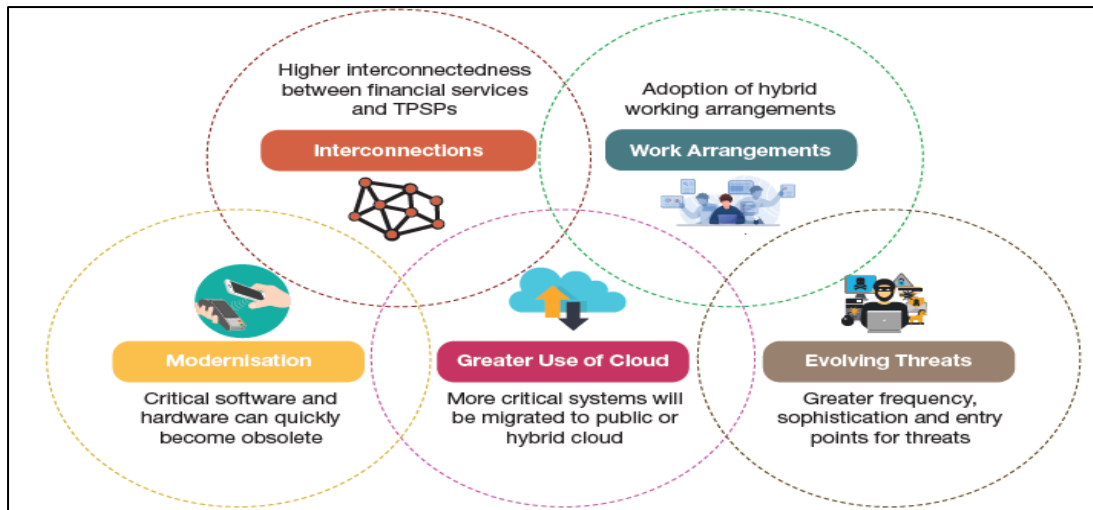 Higher interconnectedness
between financial services
and TPSPs
Interconnections
Adoption of hybrid
working arrangements
Work Arrangements
Modernisation
Critical software and
hardware can quickly
become obsolete
Greater Use of Cloud
More critical systems will
be migrated to public or
hybrid cloud
Evolving Threats
Greater frequency,
sophistication and entry
points for threats